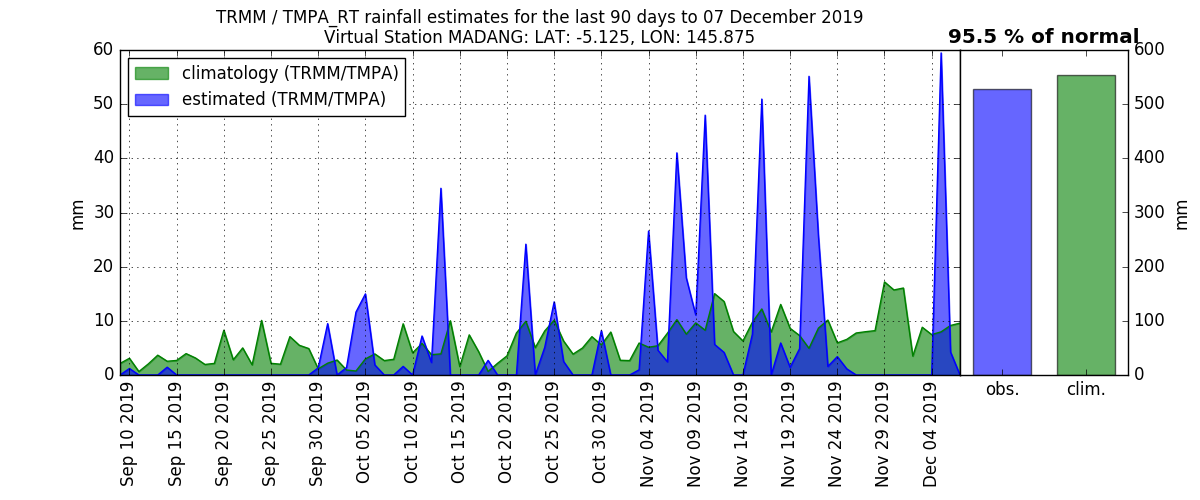 TRMM / TMPA_RT rainfall estimates for the last 90 days to 07 December 2019
Virtual Station MADANG: LAT: -5.125, LON: 145.875
95.5 % of normal
climatology (TRMM/TMPA)
estimated (TRMM/TMPA)
60
50
40
30
20
10
0
mm
600
500
400
300
200
100
0
mm
Sep 10 2019
Sep 15 2019
Sep 20 2019
Sep 25 2019
Sep 30 2019
Oct 05 2019
Oct 10 2019
Oct 15 2019
Oct 20 2019
Oct 25 2019
Oct 30 2019
Nov 04 2019
Nov 09 2019
Nov 14 2019
Nov 19 2019
Nov 24 2019
Nov 29 2019
Dec 04 2019
obs.
clim.